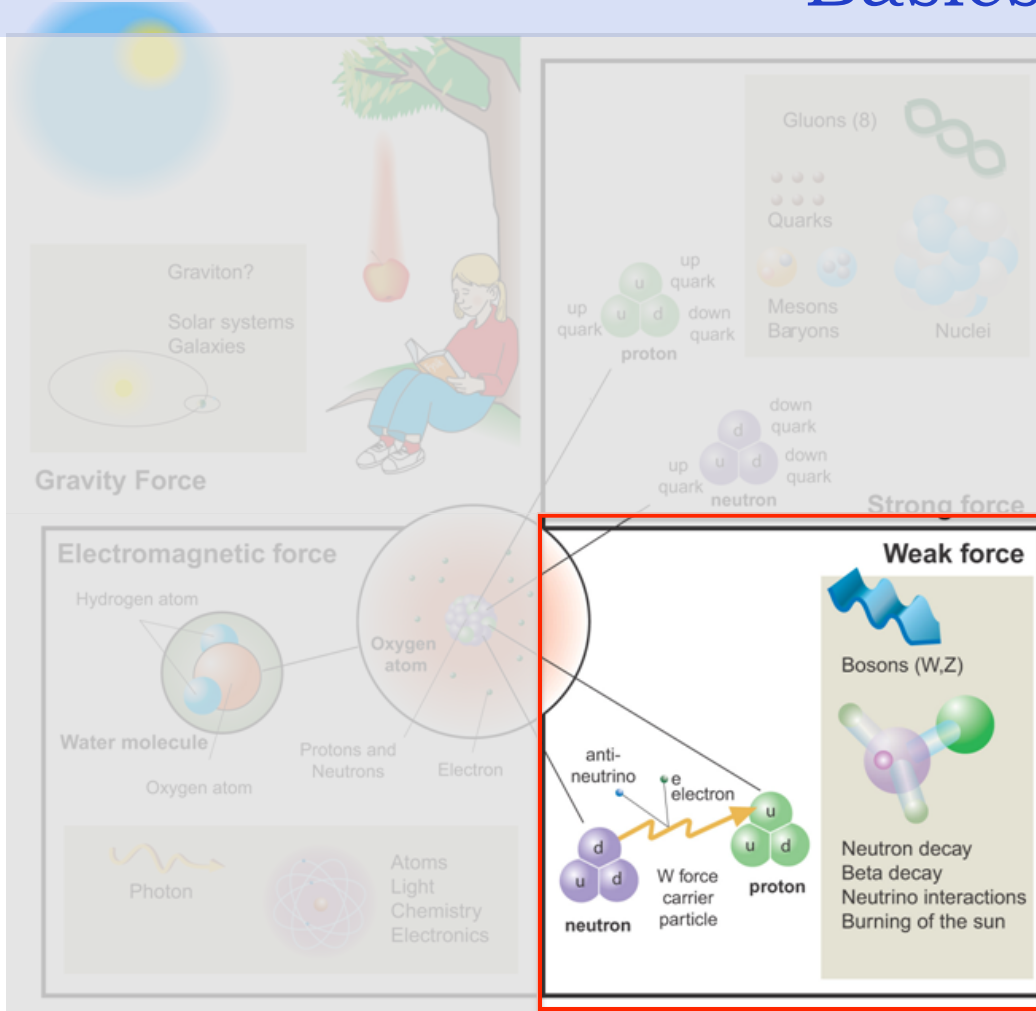 Basics
Graviton?
Solar systems
Galaxies
Gravity Force
Gluons (8)
Quarks
Mesons
Baryons
Nuclei
up
quark
up
quark
down
quark
u
u d
proton
down
quark
down
quark
up
quark
d
u d
neutron
Strong force
Electromagnetic force
Hydrogen atom
Oxygen
atom
Water molecule
Oxygen atom
Protons and
Neutrons
Electron
Photon
Atoms
Light
Chemistry
Electronics
Weak force
Bosons (W,Z)
anti-
neutrino
e
electron
d
u d
neutron
W force
carrier
particle
u
u d
proton
Neutron decay
Beta decay
Neutrino interactions
Burning of the sun